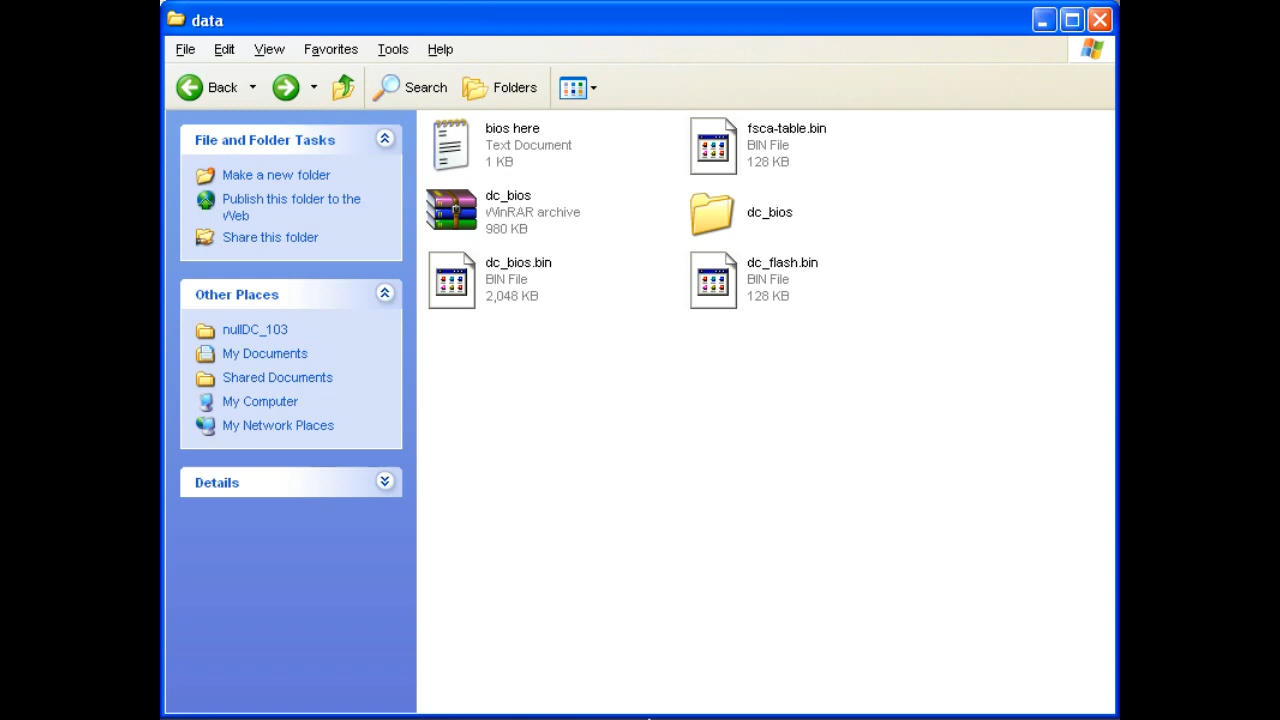 data
File Edit View Favorites Tools Help
Back Search Folders
File and Folder Tasks
Make a new folder
Publish this folder to the
Web
Share this folder
Other Places
nullDC_103
My Documents
Shared Documents
My Computer
My Network Places
Details
bios here
Text Document
1 KB
fsca-table.bin
BIN File
128 KB
dc_bios
WinRAR archive
980 KB
dc_bios
dc_bios.bin
BIN File
2,048 KB
dc_flash.bin
BIN File
128 KB